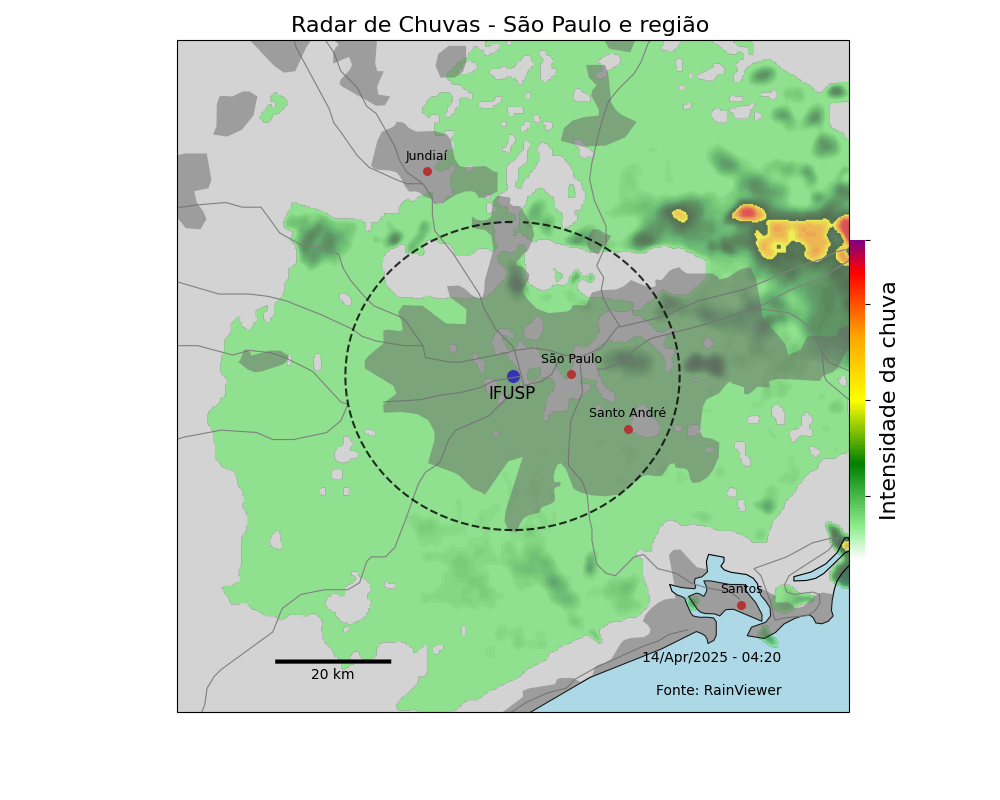 Radar de Chuvas - São Paulo e região
Jundiaí
São Paulo
IFUSP
Santo André
Intensidade da chuva
Santos
14/Apr/2025 - 04:20
20 km
Fonte: RainViewer